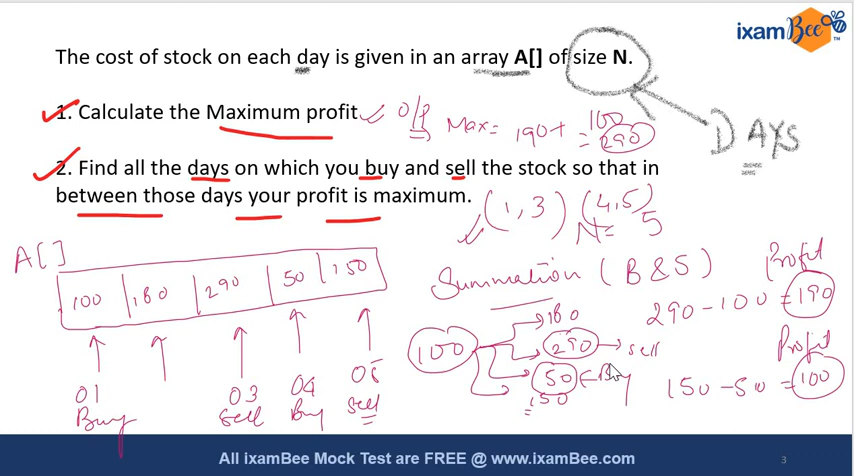 ixamBee
The cost of stock on each day is given in an array A[] of size N.
1. Calculate the Maximum profit
O/P Max = 190 + 100
= 290
DAYS
2. Find all the days on which you buy and sell the stock so that in
between those days your profit is maximum.
(1, 3) (4, 5)
N = 5
A[]
100 180 290 50 150
01 03 04 05
Buy Sell Buy Sell
Summation (B & S)
Profit
290 - 100 = 190
100 180
290 → sell
50 ← Buy
150
Profit
150 - 50 = 100
All ixamBee Mock Test are FREE @ www.ixamBee.com
3